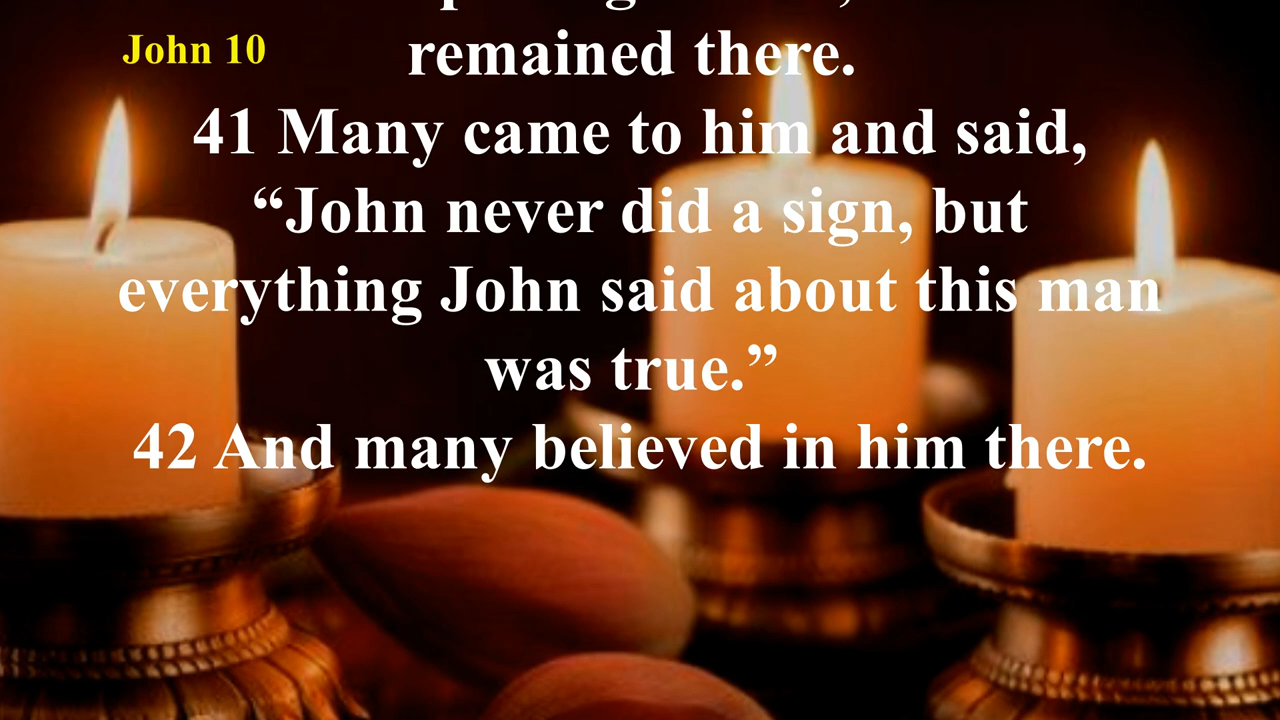 John 10
remained there.
41 Many came to him and said,
“John never did a sign, but
everything John said about this man
was true.”
42 And many believed in him there.